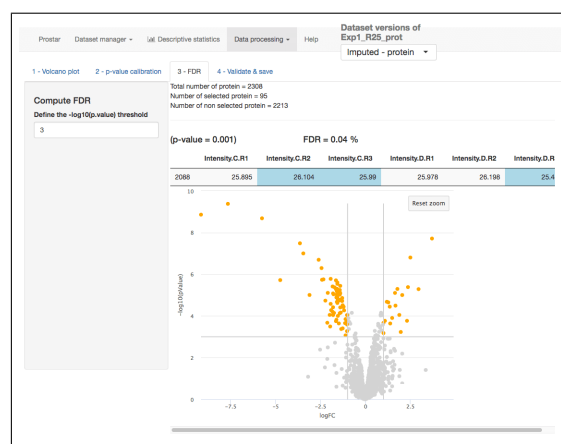 Dataset versions of
Prostar Dataset manager Descriptive statistics Data processing Help Exp1_R25_prot
Imputed - protein
1 - Volcano plot 2 - p-value calibration 3 - FDR 4 - Validate & save
Total number of protein = 2308
Number of selected protein = 95
Number of non selected protein = 2213
Compute FDR
Define the -log10(p.value) threshold
3
(p-value = 0.001) FDR = 0.04 %
Intensity.C.R1 Intensity.C.R2 Intensity.C.R3 Intensity.D.R1 Intensity.D.R2 Intensity.D.R
2088 25.895 26.104 25.99 25.978 26.198 25.4
10
Reset zoom
8
6
-log10(pValue)
4
2
0
-7.5 -5 -2.5 0 2.5
logFC